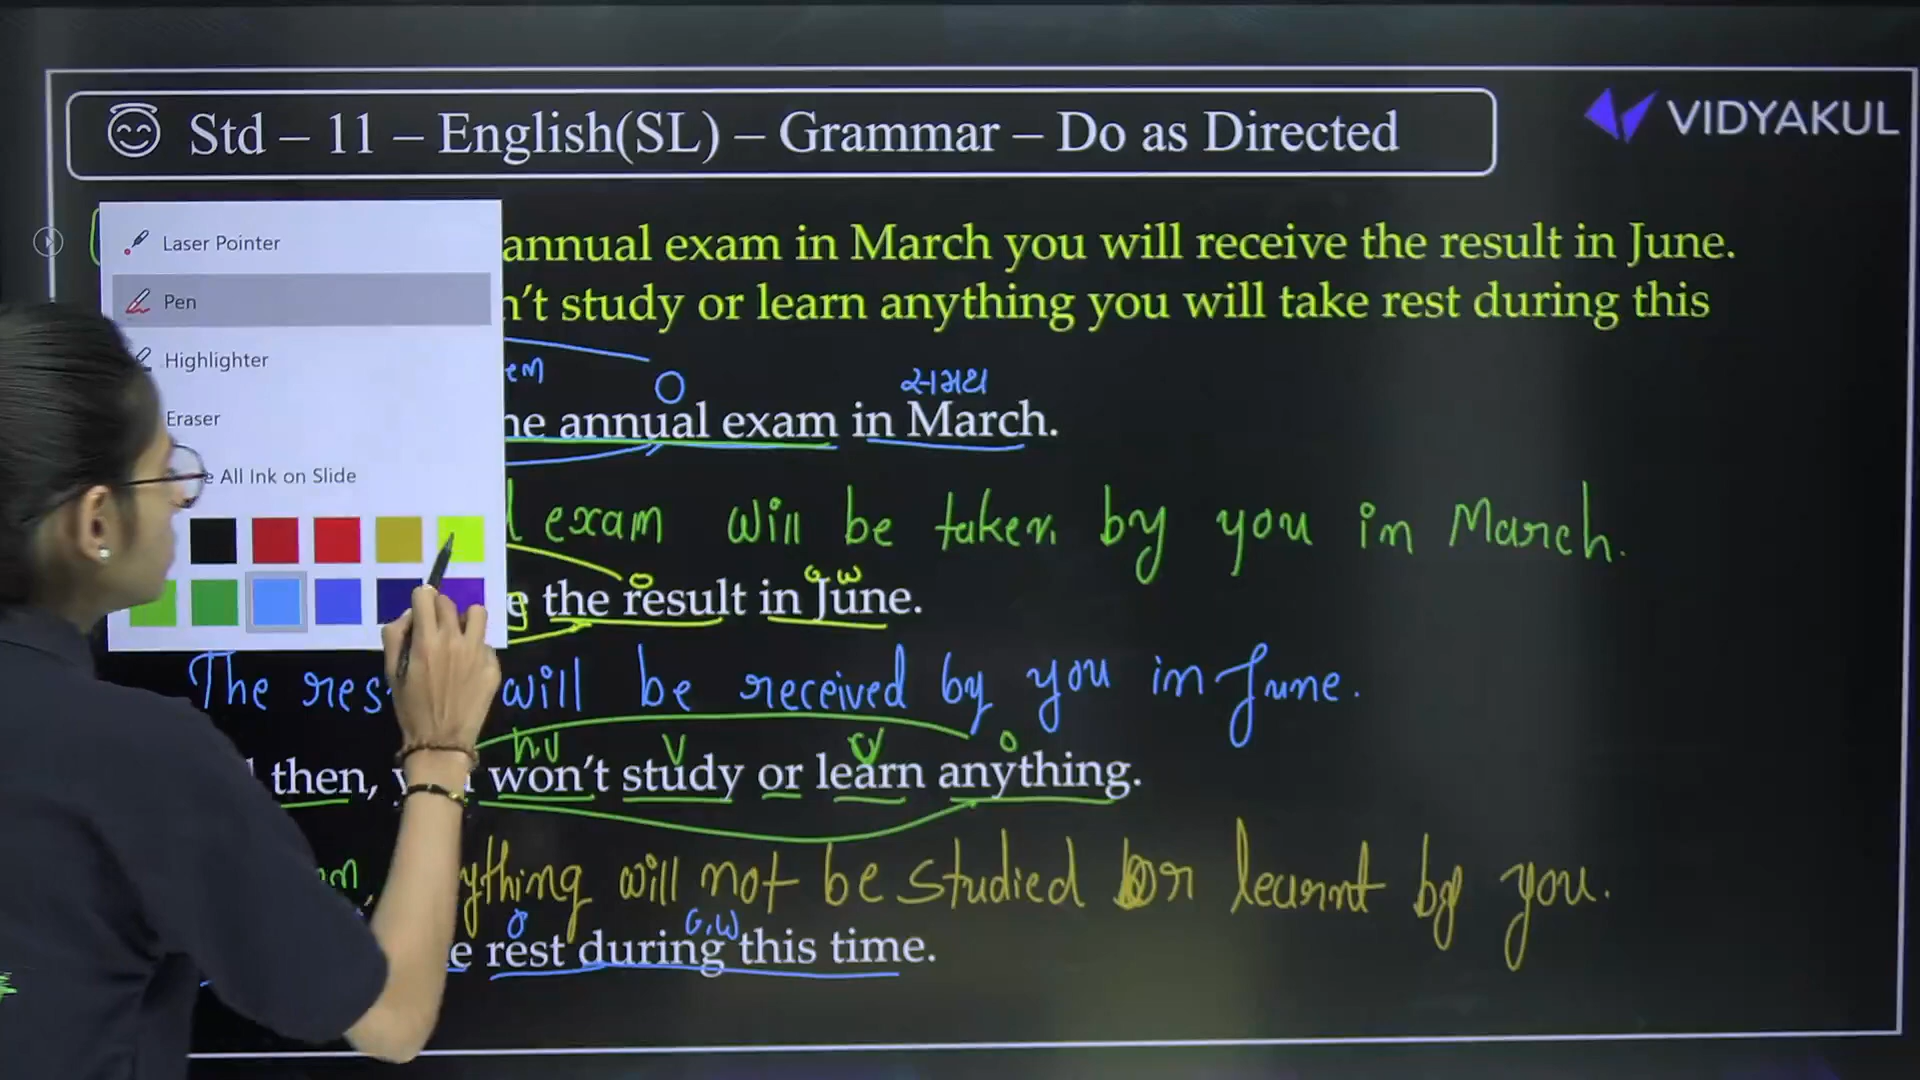 Std – 11 – English(SL) – Grammar – Do as Directed
VIDYAKUL
Laser Pointer
Pen
Highlighter
Eraser
All Ink on Slide
annual exam in March you will receive the result in June.
n't study or learn anything you will take rest during this
em O સમય
he annual exam in March.
exam will be taken by you in March.
o G W
the result in June.
The res will be received by you in June.
h.v V V O
then, won't study or learn anything.
ything will not be studied or learnt by you.
O G.W
e rest during this time.